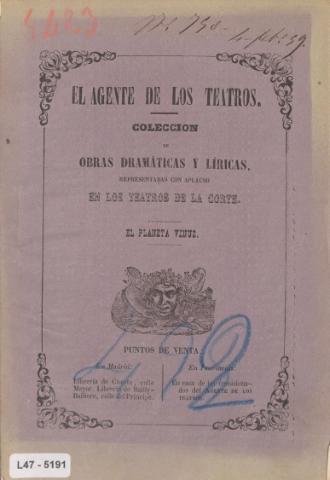 5423
EL AGENTE DE LOS TEATROS.
COLECCION
DE
OBRAS DRAMÁTICAS Y LÍRICAS,
REPRESENTADAS CON APLAUSO
EN LOS TEATROS DE LA CORTE.
EL PLANETA VENUS.
PUNTOS DE VENTA.
En Madrid:
Librería de Cuesta, calle
Mayor. Librería de Bailly-
Bailliere, calle del Príncipe.
En Provincias:
En casa de los comisiona-
dos del AGENTE DE LOS
TEATROS.
L47 - 5191